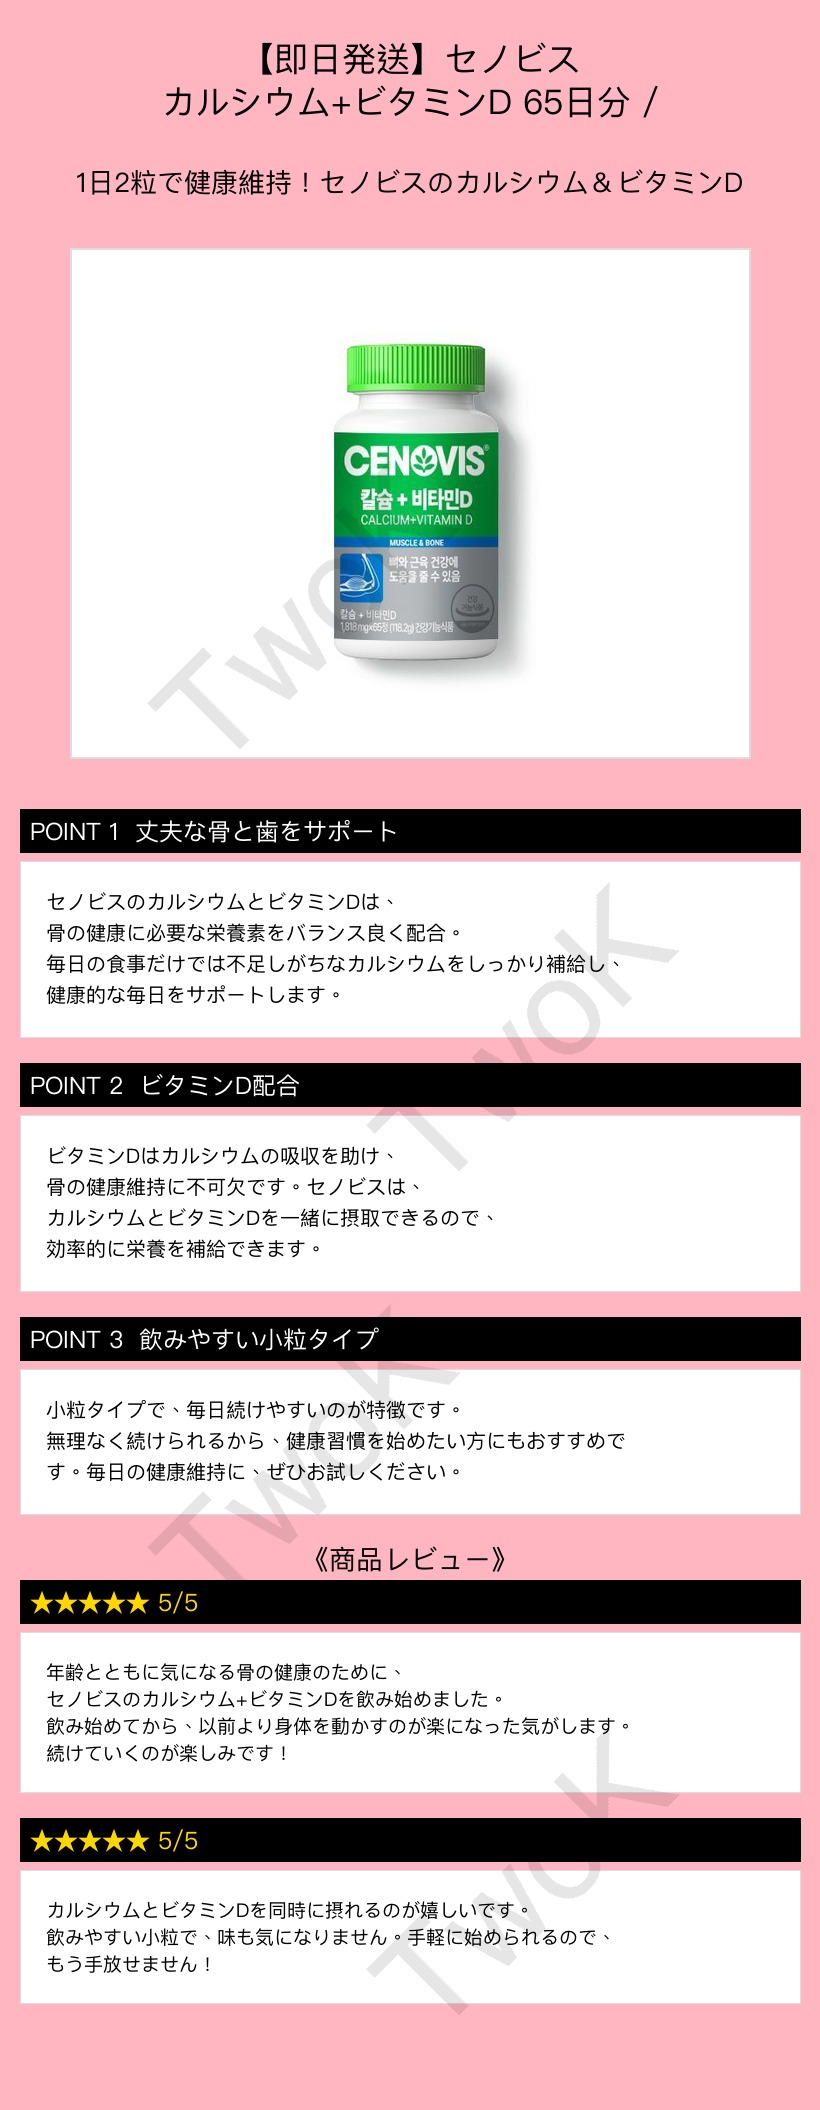 【即日発送】セノビス
カルシウム+ビタミンD 65日分 /
1日2粒で健康維持！セノビスのカルシウム＆ビタミンD
CENOVIS®
칼슘 + 비타민D
CALCIUM+VITAMIN D
MUSCLE & BONE
뼈와 근육 건강에
도움을 줄 수 있음
건강
기능식품
칼슘 + 비타민D
1,818 mg×65정 (118.2g) 건강기능식품
TwoK
POINT 1 丈夫な骨と歯をサポート
セノビスのカルシウムとビタミンDは、
骨の健康に必要な栄養素をバランス良く配合。
毎日の食事だけでは不足しがちなカルシウムをしっかり補給し、
健康的な毎日をサポートします。
TwoK
POINT 2 ビタミンD配合
ビタミンDはカルシウムの吸収を助け、
骨の健康維持に不可欠です。セノビスは、
カルシウムとビタミンDを一緒に摂取できるので、
効率的に栄養を補給できます。
POINT 3 飲みやすい小粒タイプ
小粒タイプで、毎日続けやすいのが特徴です。
無理なく続けられるから、健康習慣を始めたい方にもおすすめで
す。毎日の健康維持に、ぜひお試しください。
TwoK
《商品レビュー》
★★★★★ 5/5
年齢とともに気になる骨の健康のために、
セノビスのカルシウム+ビタミンDを飲み始めました。
飲み始めてから、以前より身体を動かすのが楽になった気がします。
続けていくのが楽しみです！
★★★★★ 5/5
カルシウムとビタミンDを同時に摂れるのが嬉しいです。
飲みやすい小粒で、味も気になりません。手軽に始められるので、
もう手放せません！
TwoK